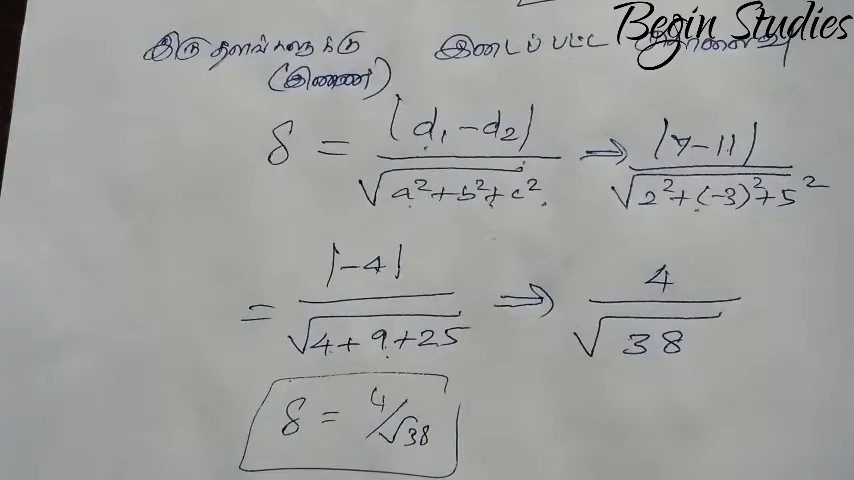 Begin Studies
இரு தளங்களுக்கு இடைப்பட்ட
(இணை)
δ = |d₁ - d₂| / √(a² + b² + c²) ⇒ |7 - 11| / √(2² + (-3)² + 5²)
= |-4| / √(4 + 9 + 25) ⇒ 4 / √38
δ = 4/√38